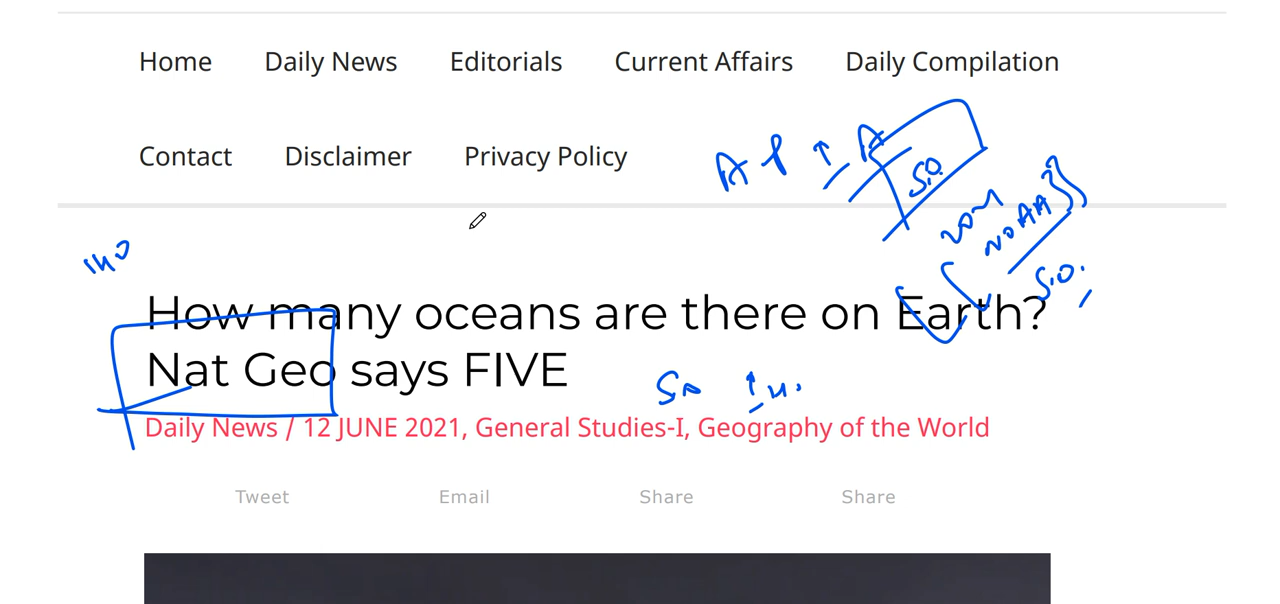 Home Daily News Editorials Current Affairs Daily Compilation
Contact Disclaimer Privacy Policy
A P I A
S.O.
NOAA
S.O.
How many oceans are there on Earth?
Nat Geo says FIVE
Daily News / 12 JUNE 2021, General Studies-I, Geography of the World
Tweet Email Share Share